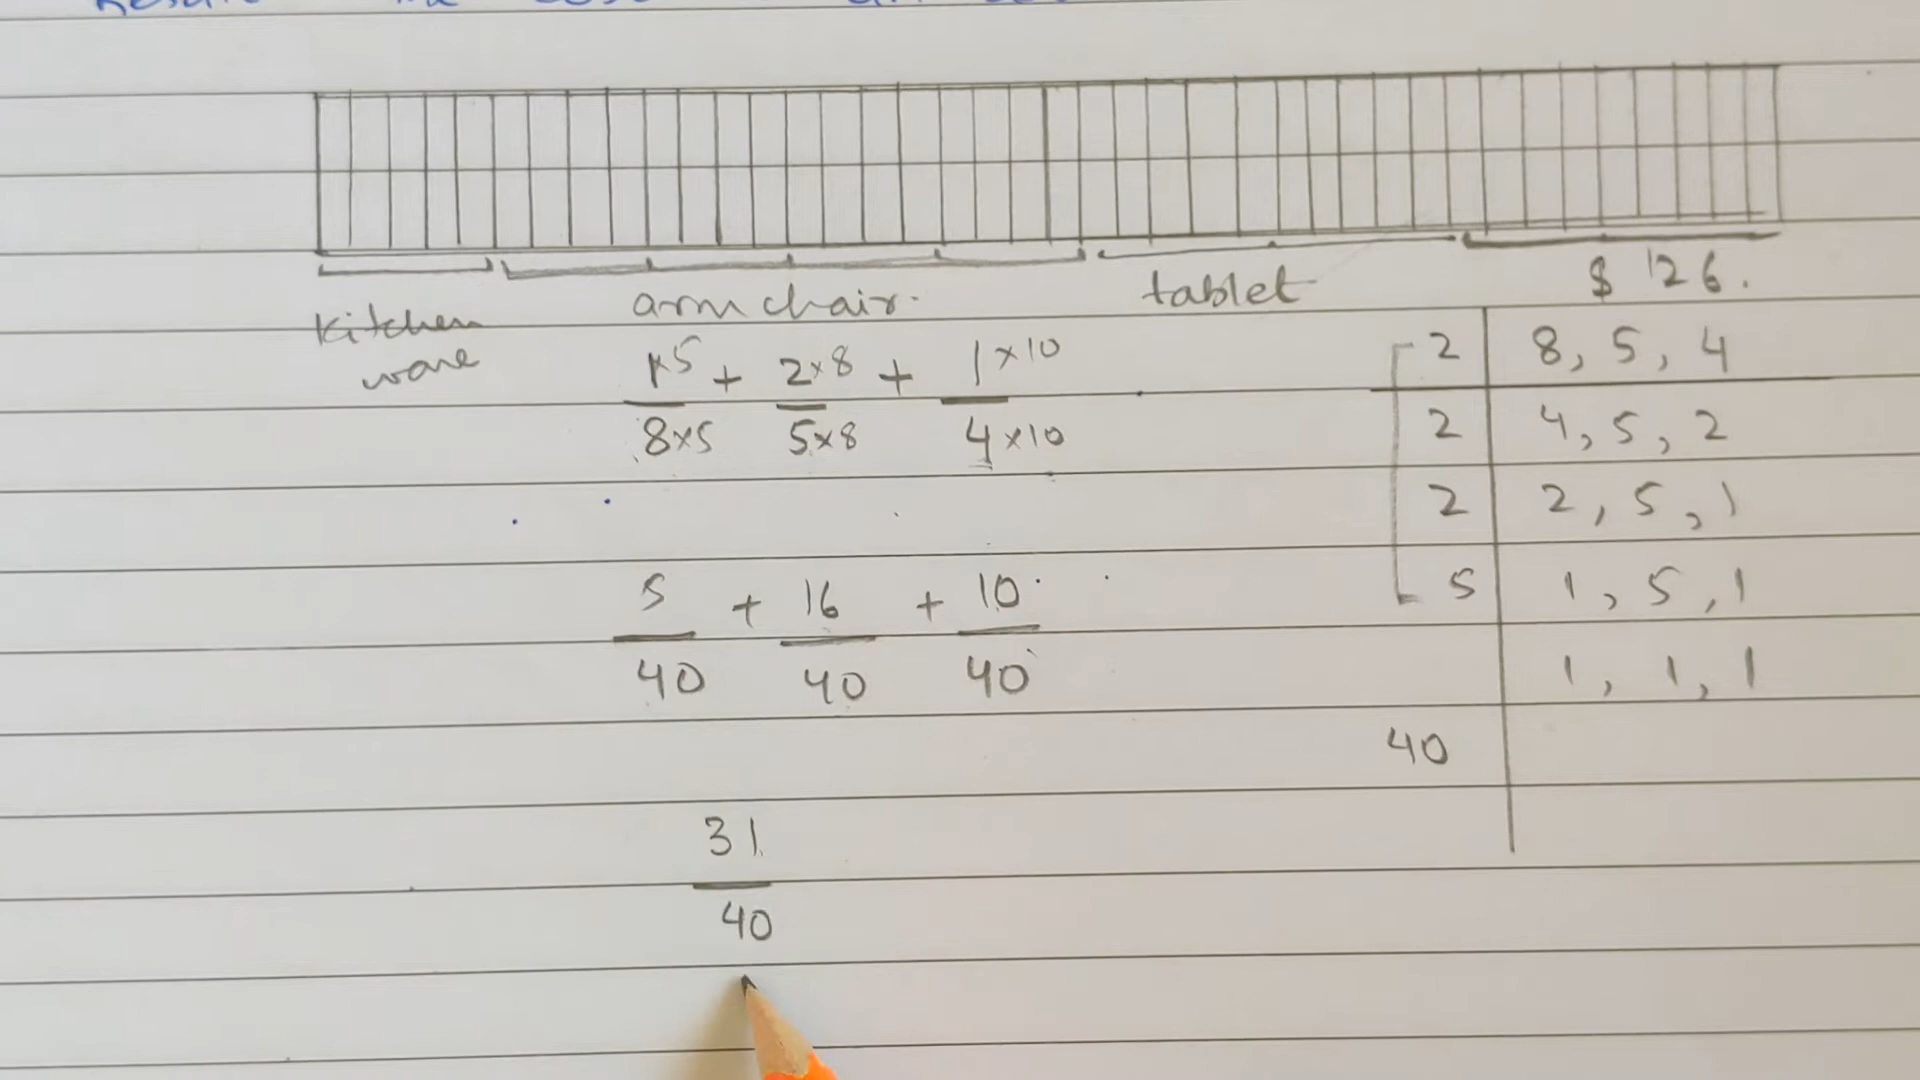 kitchen ware
arm chair.
tablet
$ 126.
1×5/8×5 + 2×8/5×8 + 1×10/4×10
5/40 + 16/40 + 10/40
31/40
2 | 8, 5, 4
2 | 4, 5, 2
2 | 2, 5, 1
5 | 1, 5, 1
1, 1, 1
40